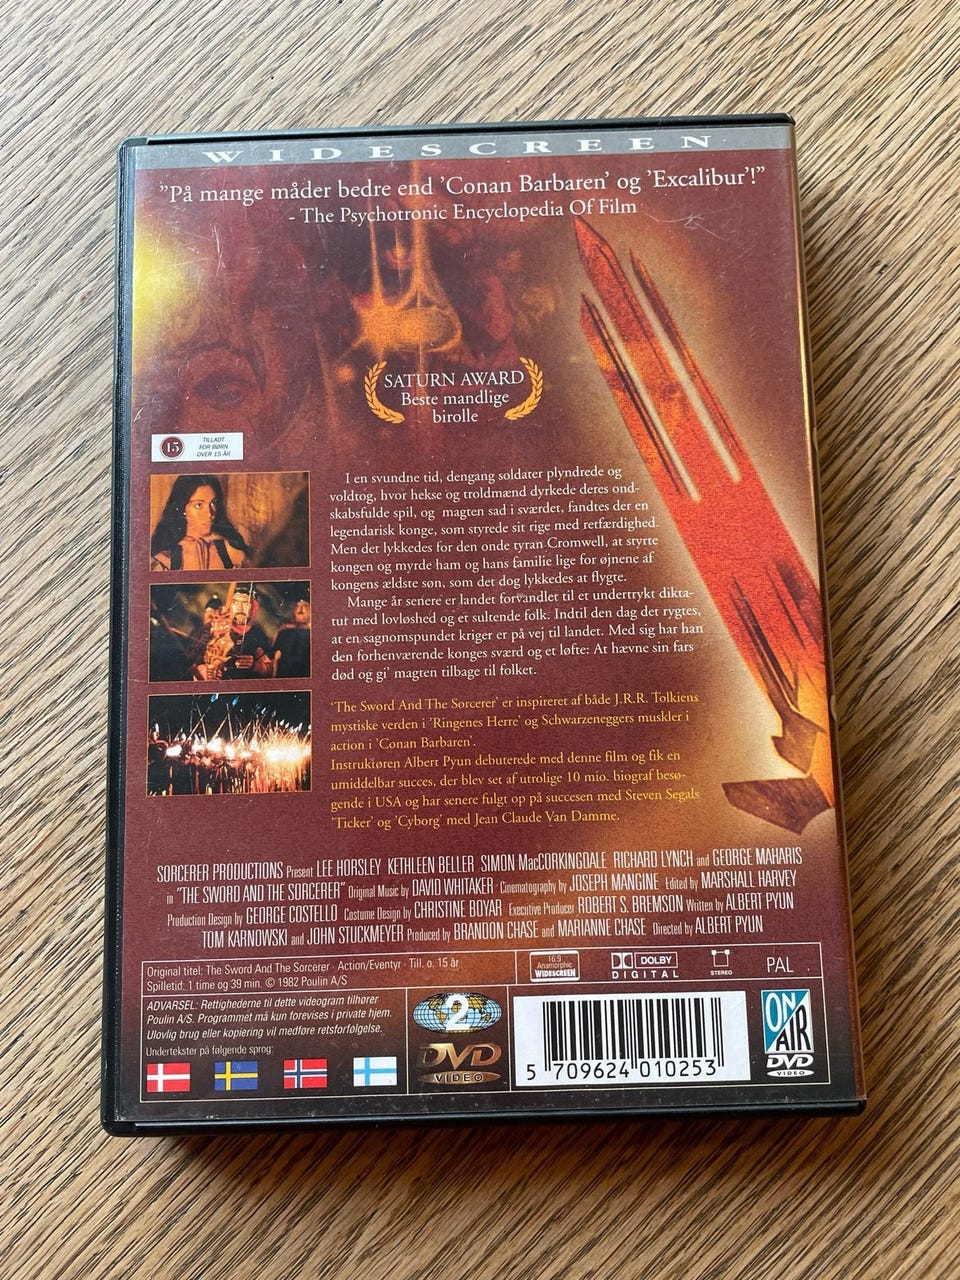 WIDESCREEN
”På mange måder bedre end ’Conan Barbaren’ og ’Excalibur’!”
- The Psychotronic Encyclopedia Of Film
SATURN AWARD
Beste mandlige
birolle
15
TILLADT
FOR BØRN
OVER 15 ÅR
I en svundne tid, dengang soldater plyndrede og
voldtog, hvor hekse og troldmænd dyrkede deres ond-
skabsfulde spil, og magten sad i sværdet, fandtes der en
legendarisk konge, som styrede sit rige med retfærdighed.
Men det lykkedes for den onde tyran Cromwell, at styrte
kongen og myrde ham og hans familie lige for øjnene af
kongens ældste søn, som det dog lykkedes at flygte.
Mange år senere er landet forvandlet til et undertrykt dikta-
tur med lovløshed og et sultende folk. Indtil den dag det rygtes,
at en sagnomspundet kriger er på vej til landet. Med sig har han
den forhenværende konges sværd og et løfte: At hævne sin fars
død og gi’ magten tilbage til folket.
’The Sword And The Sorcerer’ er inspireret af både J.R.R. Tolkiens
mystiske verden i ’Ringenes Herre’ og Schwarzeneggers muskler i
action i ’Conan Barbaren’.
Instruktøren Albert Pyun debuterede med denne film og fik en
umiddelbar succes, der blev set af utrolige 10 mio. biograf besø-
gende i USA og har senere fulgt op på succesen med Steven Segals
’Ticker’ og ’Cyborg’ med Jean Claude Van Damme.
SORCERER PRODUCTIONS Present LEE HORSLEY KETHLEEN BELLER SIMON MacCORKINGDALE RICHARD LYNCH and GEORGE MAHARIS
in "THE SWORD AND THE SORCERER" Original Music by DAVID WHITAKER Cinematography by JOSEPH MANGINE Edited by MARSHALL HARVEY
Production Design by GEORGE COSTELLO Costume Design by CHRISTINE BOYAR Executive Producer ROBERT S. BREMSON Written by ALBERT PYUN
TOM KARNOWSKI and JOHN STUCKMEYER Produced by BRANDON CHASE and MARIANNE CHASE Directed by ALBERT PYUN
Original titel: The Sword And The Sorcerer · Action/Eventyr · Till. o. 15 år
Spilletid: 1 time og 39 min. © 1982 Poulin A/S
16:9
Anamorphic
WIDESCREEN
DOLBY
DIGITAL
STEREO
PAL
ADVARSEL: Rettighederne til dette videogram tilhører
Poulin A/S. Programmet må kun forevises i private hjem.
Ulovlig brug eller kopiering vil medføre retsforfølgelse.
Undertekster på følgende sprog:
2
DVD
VIDEO
5 709624 010253
ON
AIR
DVD
VIDEO